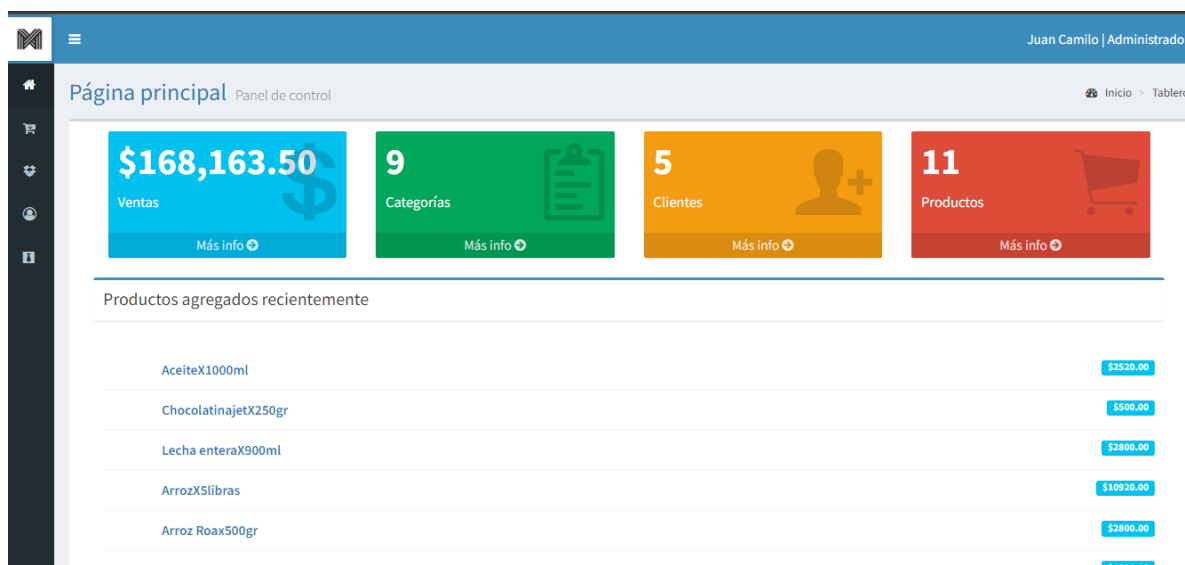 Juan Camilo | Administrado
Página principal Panel de control
Inicio > Tablero
$168,163.50
Ventas
Más info
9
Categorías
Más info
5
Clientes
Más info
11
Productos
Más info
Productos agregados recientemente
AceiteX1000ml $2520.00
ChocolatinajetX250gr $500.00
Lecha enteraX900ml $2800.00
ArrozX5libras $10920.00
Arroz Roax500gr $2800.00